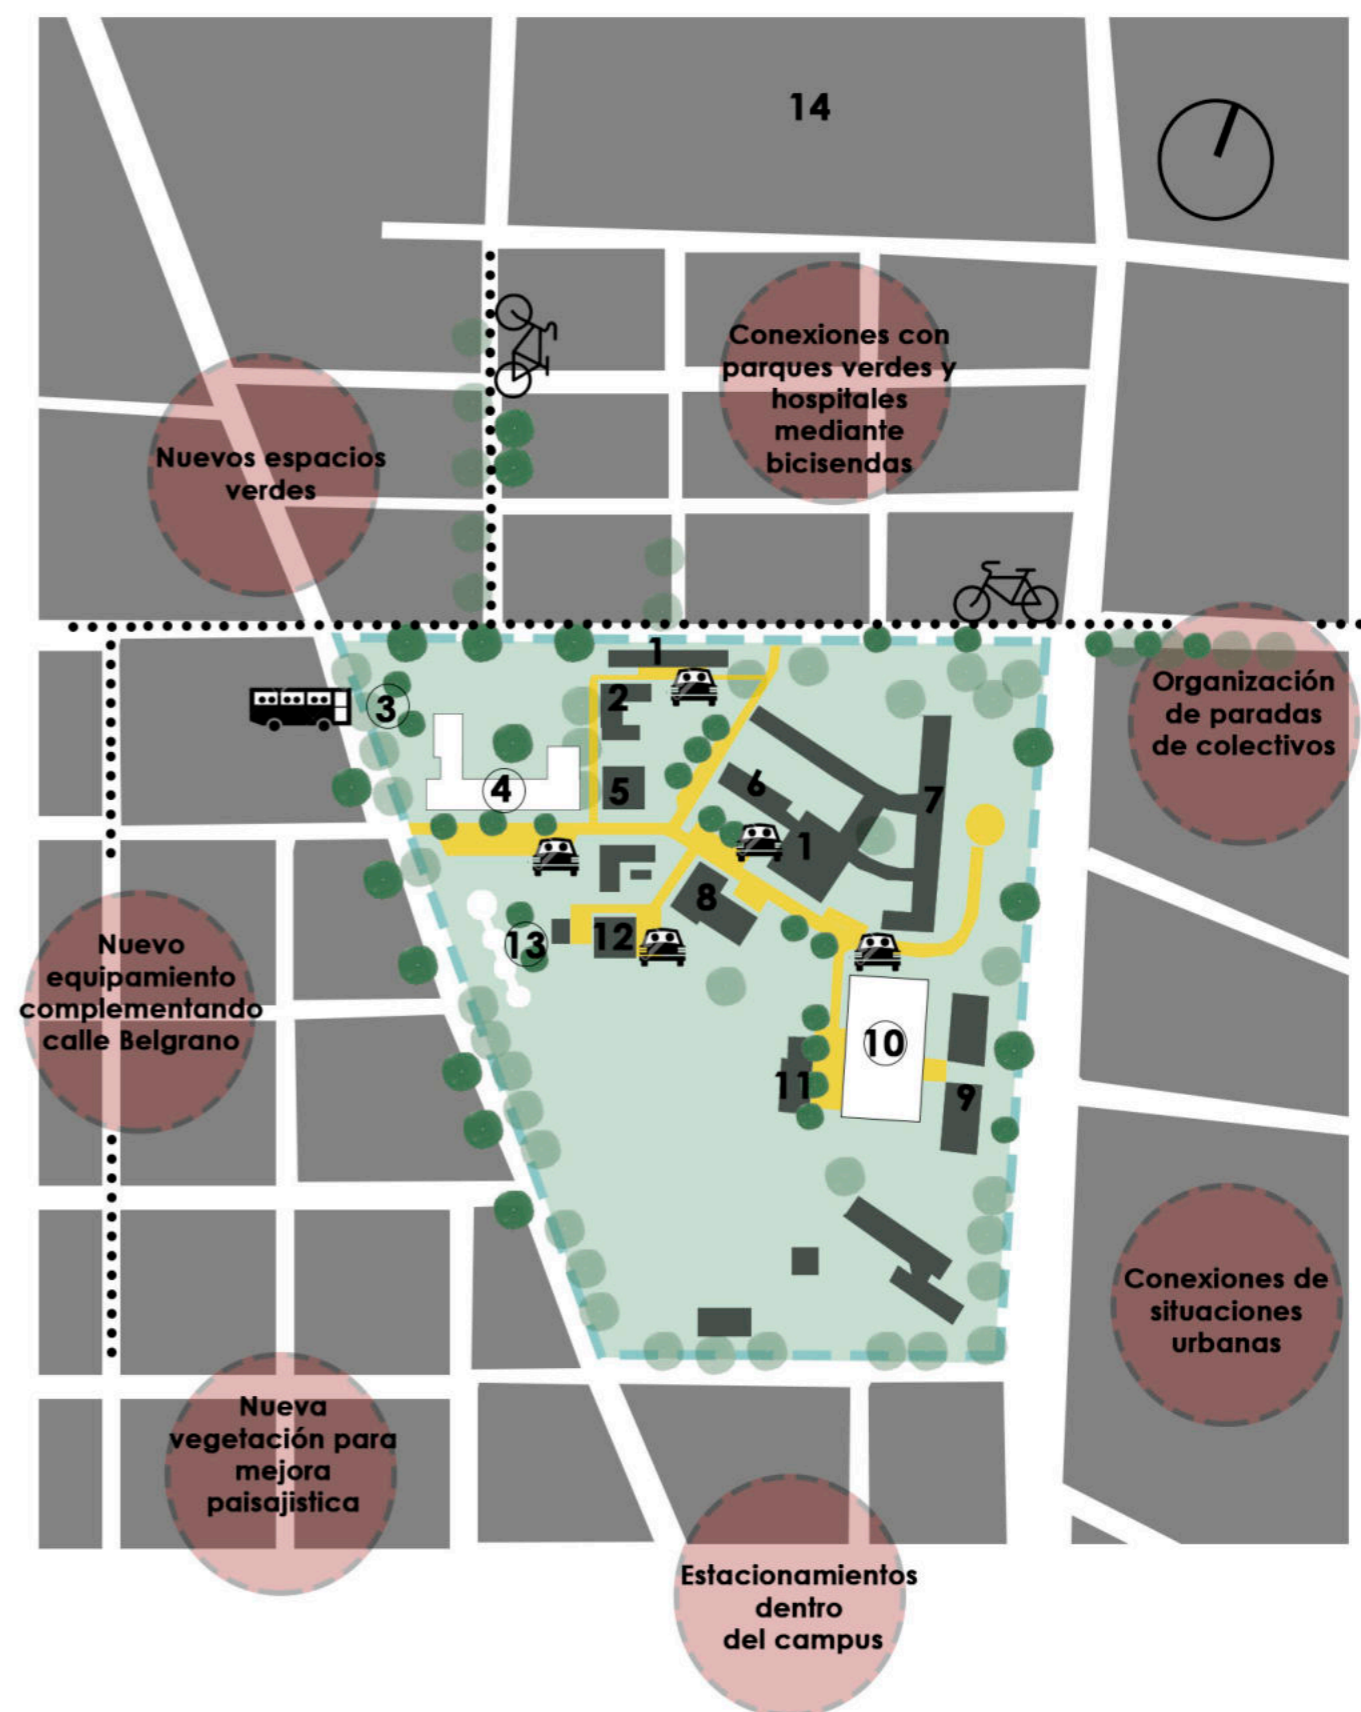 14
Conexiones con
parques verdes y
hospitales
mediante
bicisendas
Nuevos espacios
verdes
1
2
3
4
5
6
7
1
8
Organización
de paradas
de colectivos
Nuevo
equipamiento
complementando
calle Belgrano
12
13
10
11
9
Conexiones de
situaciones
urbanas
Nueva
vegetación para
mejora
paisajistica
Estacionamientos
dentro
del campus